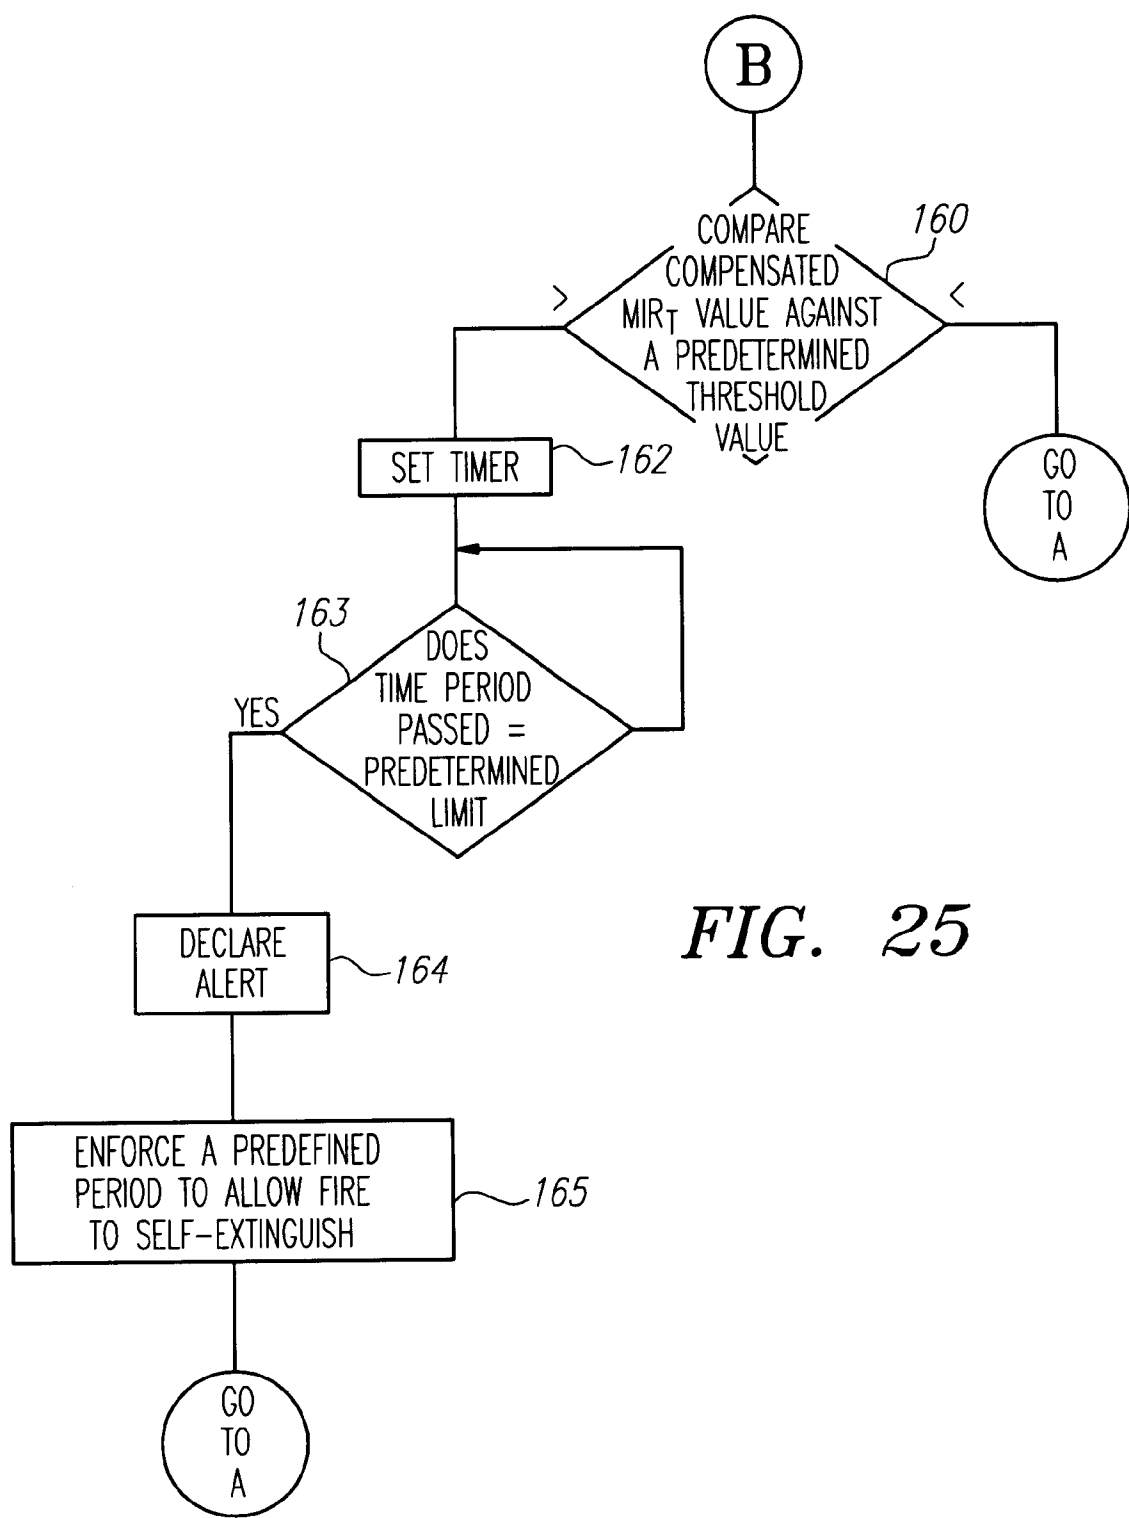 B
160
COMPARE
COMPENSATED
MIRT VALUE AGAINST
A PREDETERMINED
THRESHOLD
VALUE
>
<
SET TIMER
162
GO
TO
A
163
DOES
TIME PERIOD
PASSED =
PREDETERMINED
LIMIT
YES
FIG. 25
DECLARE
ALERT
164
ENFORCE A PREDEFINED
PERIOD TO ALLOW FIRE
TO SELF-EXTINGUISH
165
GO
TO
A